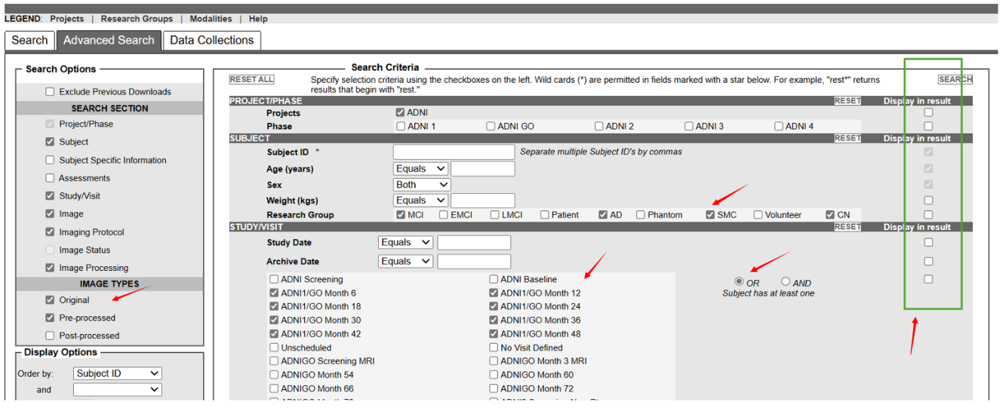 LEGEND: Projects | Research Groups | Modalities | Help
Search Advanced Search Data Collections
Search Options
Exclude Previous Downloads
SEARCH SECTION
Project/Phase
Subject
Subject Specific Information
Assessments
Study/Visit
Image
Imaging Protocol
Image Status
Image Processing
IMAGE TYPES
Original
Pre-processed
Post-processed
Display Options
Order by: Subject ID
and
Search Criteria
RESET ALL Specify selection criteria using the checkboxes on the left. Wild cards (*) are permitted in fields marked with a star below. For example, "rest*" returns SEARCH
results that begin with "rest."
PROJECT/PHASE RESET Display in result
Projects ADNI
Phase ADNI 1 ADNI GO ADNI 2 ADNI 3 ADNI 4
SUBJECT RESET Display in result
Subject ID * Separate multiple Subject ID's by commas
Age (years) Equals
Sex Both
Weight (kgs) Equals
Research Group MCI EMCI LMCI Patient AD Phantom SMC Volunteer CN
STUDY/VISIT RESET Display in result
Study Date Equals
Archive Date Equals
ADNI Screening ADNI Baseline OR AND
ADNI1/GO Month 6 ADNI1/GO Month 12 Subject has at least one
ADNI1/GO Month 18 ADNI1/GO Month 24
ADNI1/GO Month 30 ADNI1/GO Month 36
ADNI1/GO Month 42 ADNI1/GO Month 48
Unscheduled No Visit Defined
ADNIGO Screening MRI ADNIGO Month 3 MRI
ADNIGO Month 54 ADNIGO Month 60
ADNIGO Month 66 ADNIGO Month 72